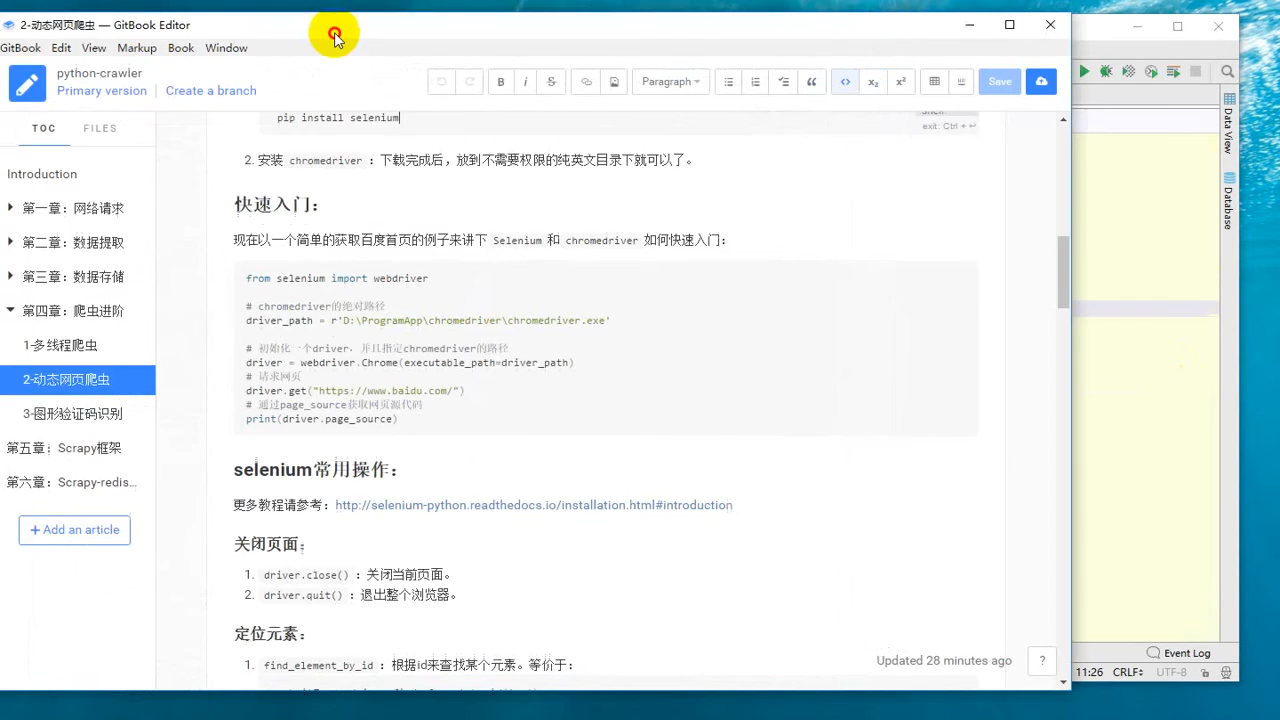 2-动态网页爬虫 — GitBook Editor
GitBook Edit View Markup Book Window
python-crawler
Primary version Create a branch
B i S Paragraph x₂ x² Save
TOC FILES
Introduction
第一章：网络请求
第二章：数据提取
第三章：数据存储
第四章：爬虫进阶
1-多线程爬虫
2-动态网页爬虫
3-图形验证码识别
第五章：Scrapy框架
第六章：Scrapy-redis...
+ Add an article
pip install selenium
exit: Ctrl + ↩
2. 安装 chromedriver ：下载完成后，放到不需要权限的纯英文目录下就可以了。
快速入门：
现在以一个简单的获取百度首页的例子来讲下 Selenium 和 chromedriver 如何快速入门：
from selenium import webdriver
# chromedriver的绝对路径
driver_path = r'D:\ProgramApp\chromedriver\chromedriver.exe'
# 初始化一个driver，并且指定chromedriver的路径
driver = webdriver.Chrome(executable_path=driver_path)
# 请求网页
driver.get("https://www.baidu.com/")
# 通过page_source获取网页源代码
print(driver.page_source)
selenium常用操作：
更多教程请参考：http://selenium-python.readthedocs.io/installation.html#introduction
关闭页面：
1. driver.close() ：关闭当前页面。
2. driver.quit() ：退出整个浏览器。
定位元素：
1. find_element_by_id ：根据id来查找某个元素。等价于：
Updated 28 minutes ago ?
Data View
Database
Event Log
11:26 CRLF÷ UTF-8÷